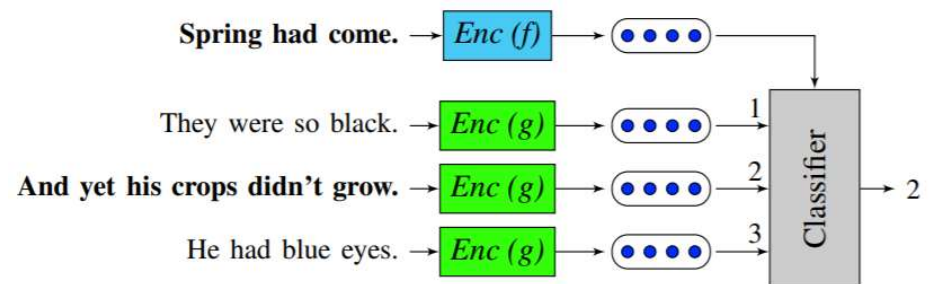 Spring had come. Enc (f)
They were so black. Enc (g) 1
And yet his crops didn't grow. Enc (g) 2 Classifier 2
He had blue eyes. Enc (g) 3